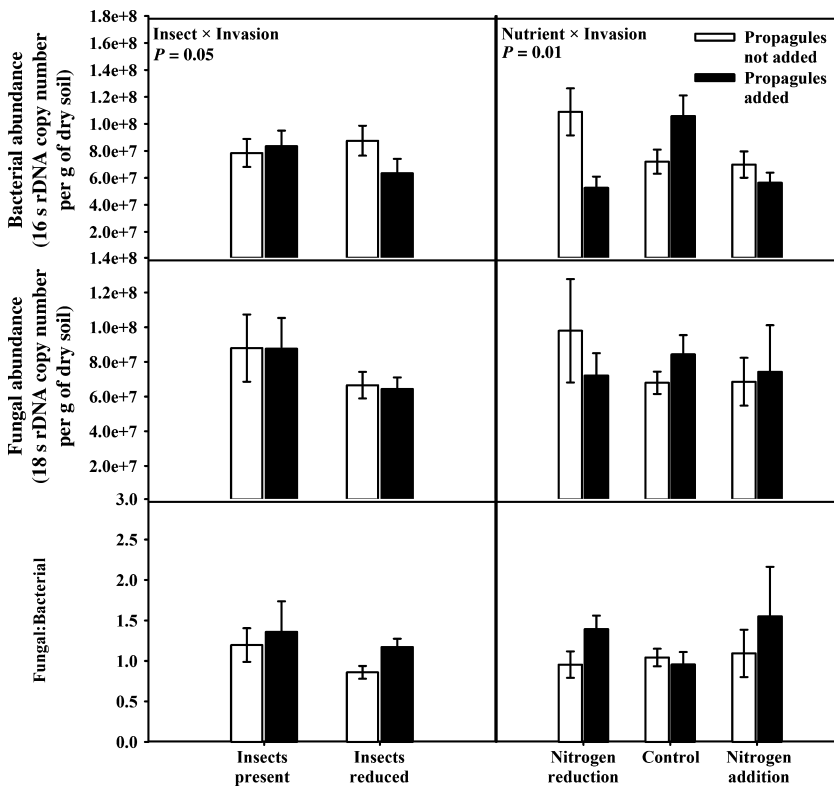 Bacterial abundance
(16 s rDNA copy number
per g of dry soil)
1.8e+8
1.6e+8
1.4e+8
1.2e+8
1.0e+8
8.0e+7
6.0e+7
4.0e+7
2.0e+7
Insect × Invasion
P = 0.05
Nutrient × Invasion
P = 0.01
Propagules
not added
Propagules
added
Fungal abundance
(18 s rDNA copy number
per g of dry soil)
1.4e+8
1.2e+8
1.0e+8
8.0e+7
6.0e+7
4.0e+7
2.0e+7
Fungal:Bacterial
3.0
2.5
2.0
1.5
1.0
0.5
0.0
Insects
present
Insects
reduced
Nitrogen
reduction
Control
Nitrogen
addition